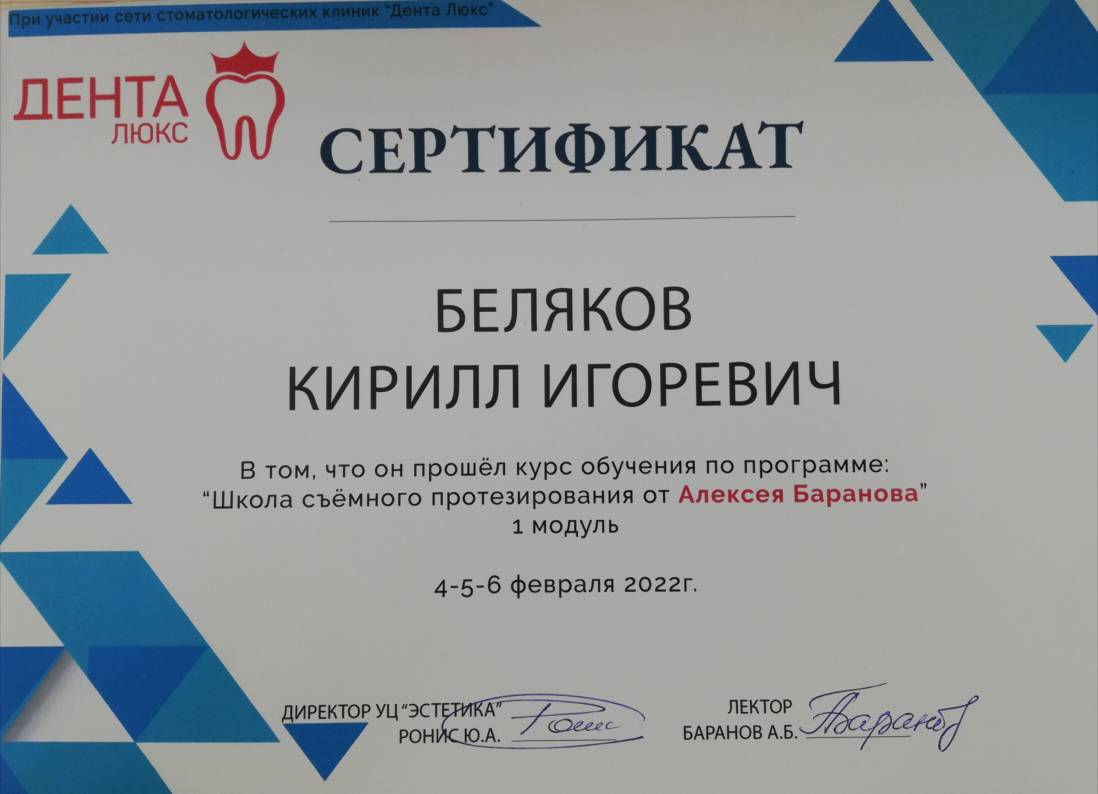 При участии сети стоматологических клиник "Дента Люкс"
ДЕНТА
ЛЮКС
СЕРТИФИКАТ
БЕЛЯКОВ
КИРИЛЛ ИГОРЕВИЧ
В том, что он прошёл курс обучения по программе:
“Школа съёмного протезирования от Алексея Баранова”
1 модуль
4-5-6 февраля 2022г.
ДИРЕКТОР УЦ “ЭСТЕТИКА”
РОНИС Ю.А.
Ронис
ЛЕКТОР
БАРАНОВ А.Б.
АБаранов